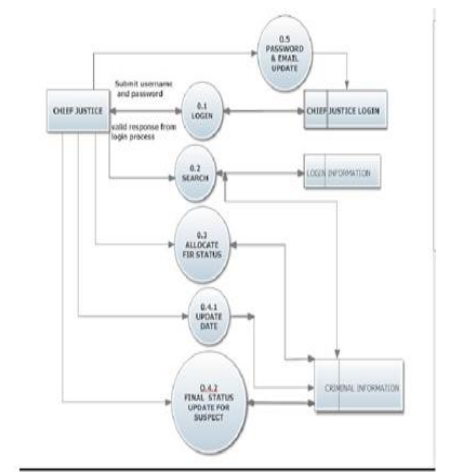 0.5
PASSWORD
& EMAIL
UPDATE
Submit username
and password
CHIEF JUSTICE
0.1
LOGIN
CHIEF JUSTICE LOGIN
valid response from
login process
0.2
SEARCH
LOGIN INFORMATION
0.3
ALLOCATE
FIR STATUS
0.4.1
UPDATE
DATE
0.4.2
FINAL STATUS
UPDATE FOR
SUSPECT
CRIMINAL INFORMATION